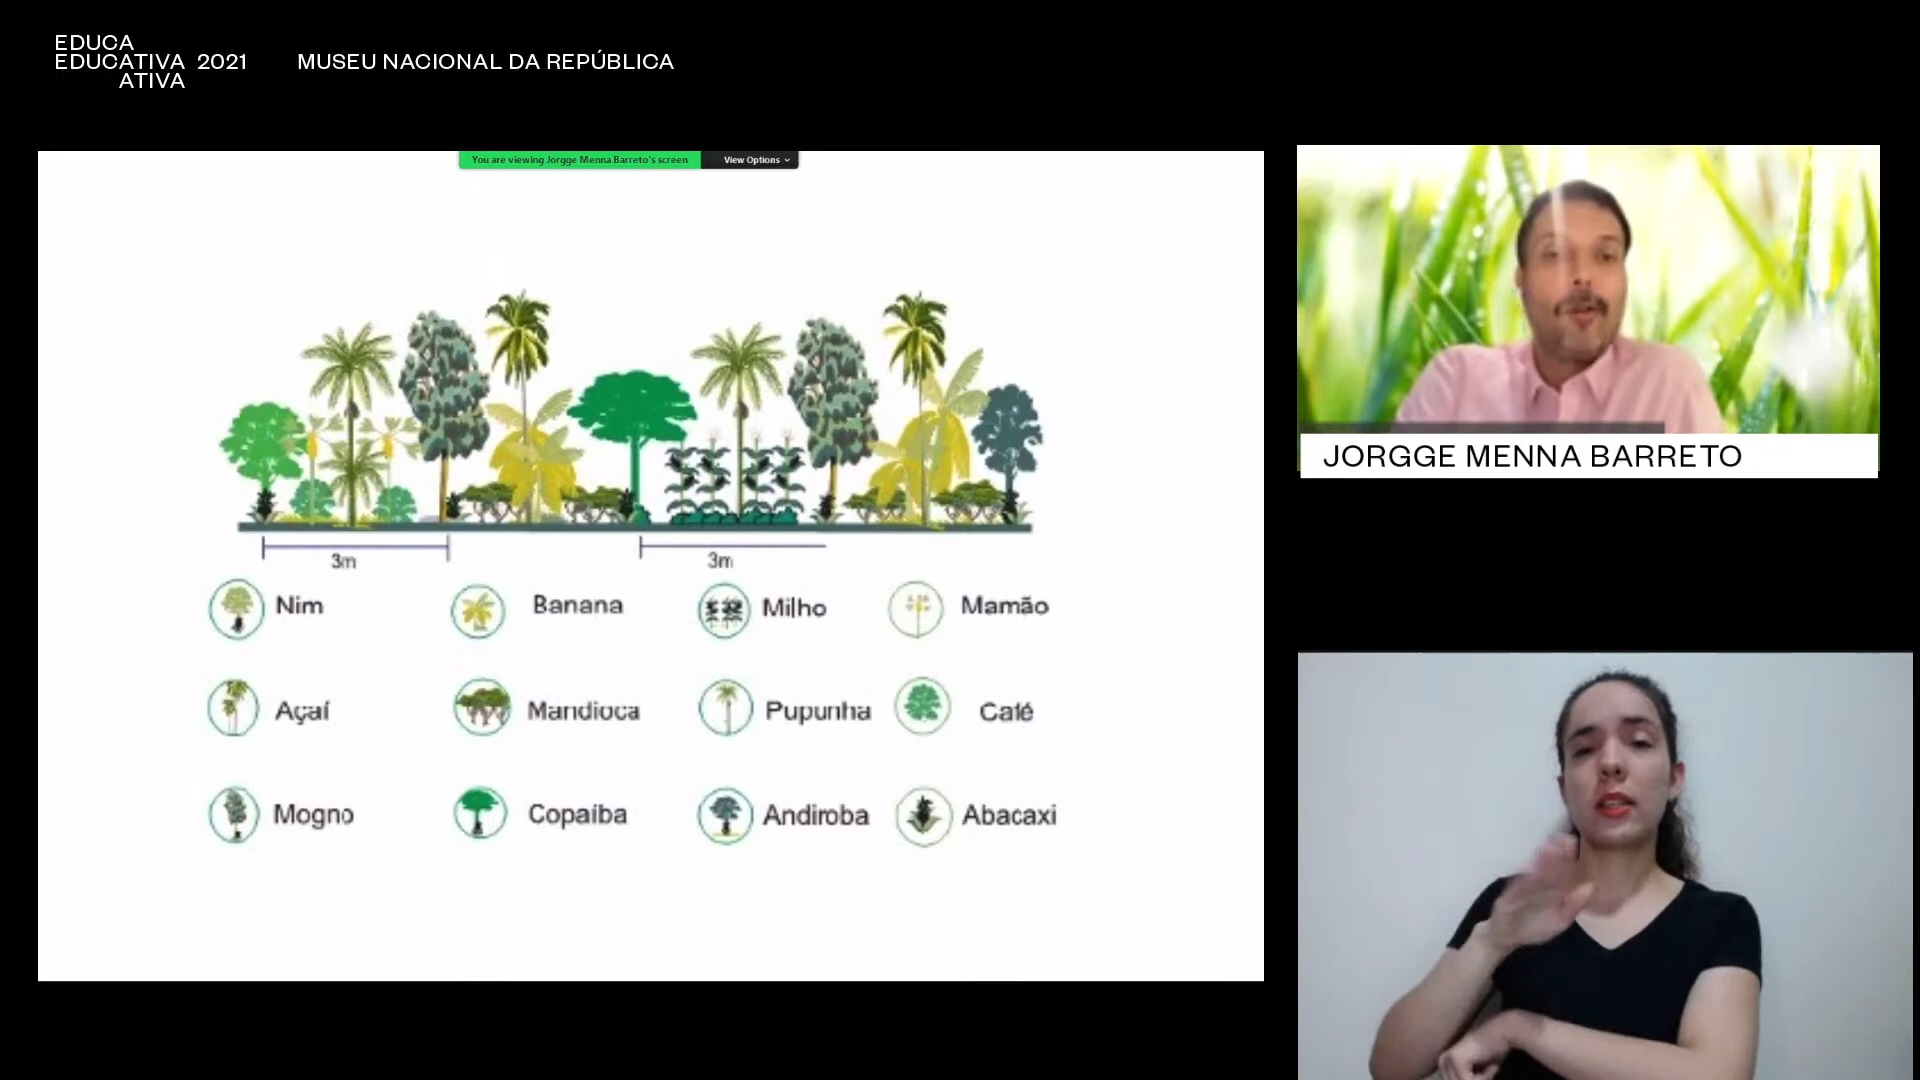 EDUCA
EDUCATIVA 2021
ATIVA
MUSEU NACIONAL DA REPÚBLICA
You are viewing Jorgge Menna Barreto's screen
View Options
3m
3m
Nim
Banana
Milho
Mamão
Açaí
Mandioca
Pupunha
Café
Mogno
Copaíba
Andiroba
Abacaxi
JORGGE MENNA BARRETO